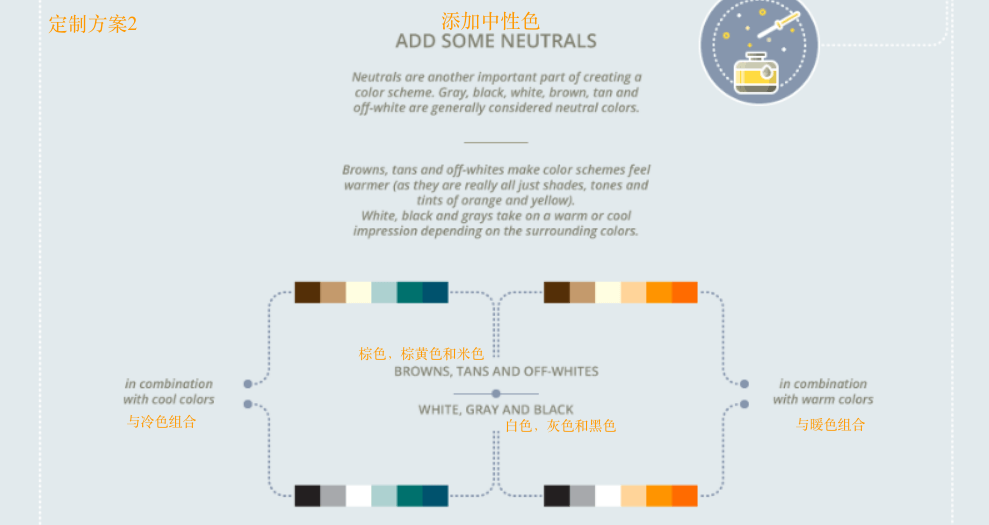 定制方案2
添加中性色
ADD SOME NEUTRALS
Neutrals are another important part of creating a
color scheme. Gray, black, white, brown, tan and
off-white are generally considered neutral colors.
Browns, tans and off-whites make color schemes feel
warmer (as they are really all just shades, tones and
tints of orange and yellow).
White, black and grays take on a warm or cool
impression depending on the surrounding colors.
棕色、棕黄色和米色
BROWNS, TANS AND OFF-WHITES
in combination
with cool colors
与冷色组合
in combination
with warm colors
与暖色组合
WHITE, GRAY AND BLACK
白色、灰色和黑色